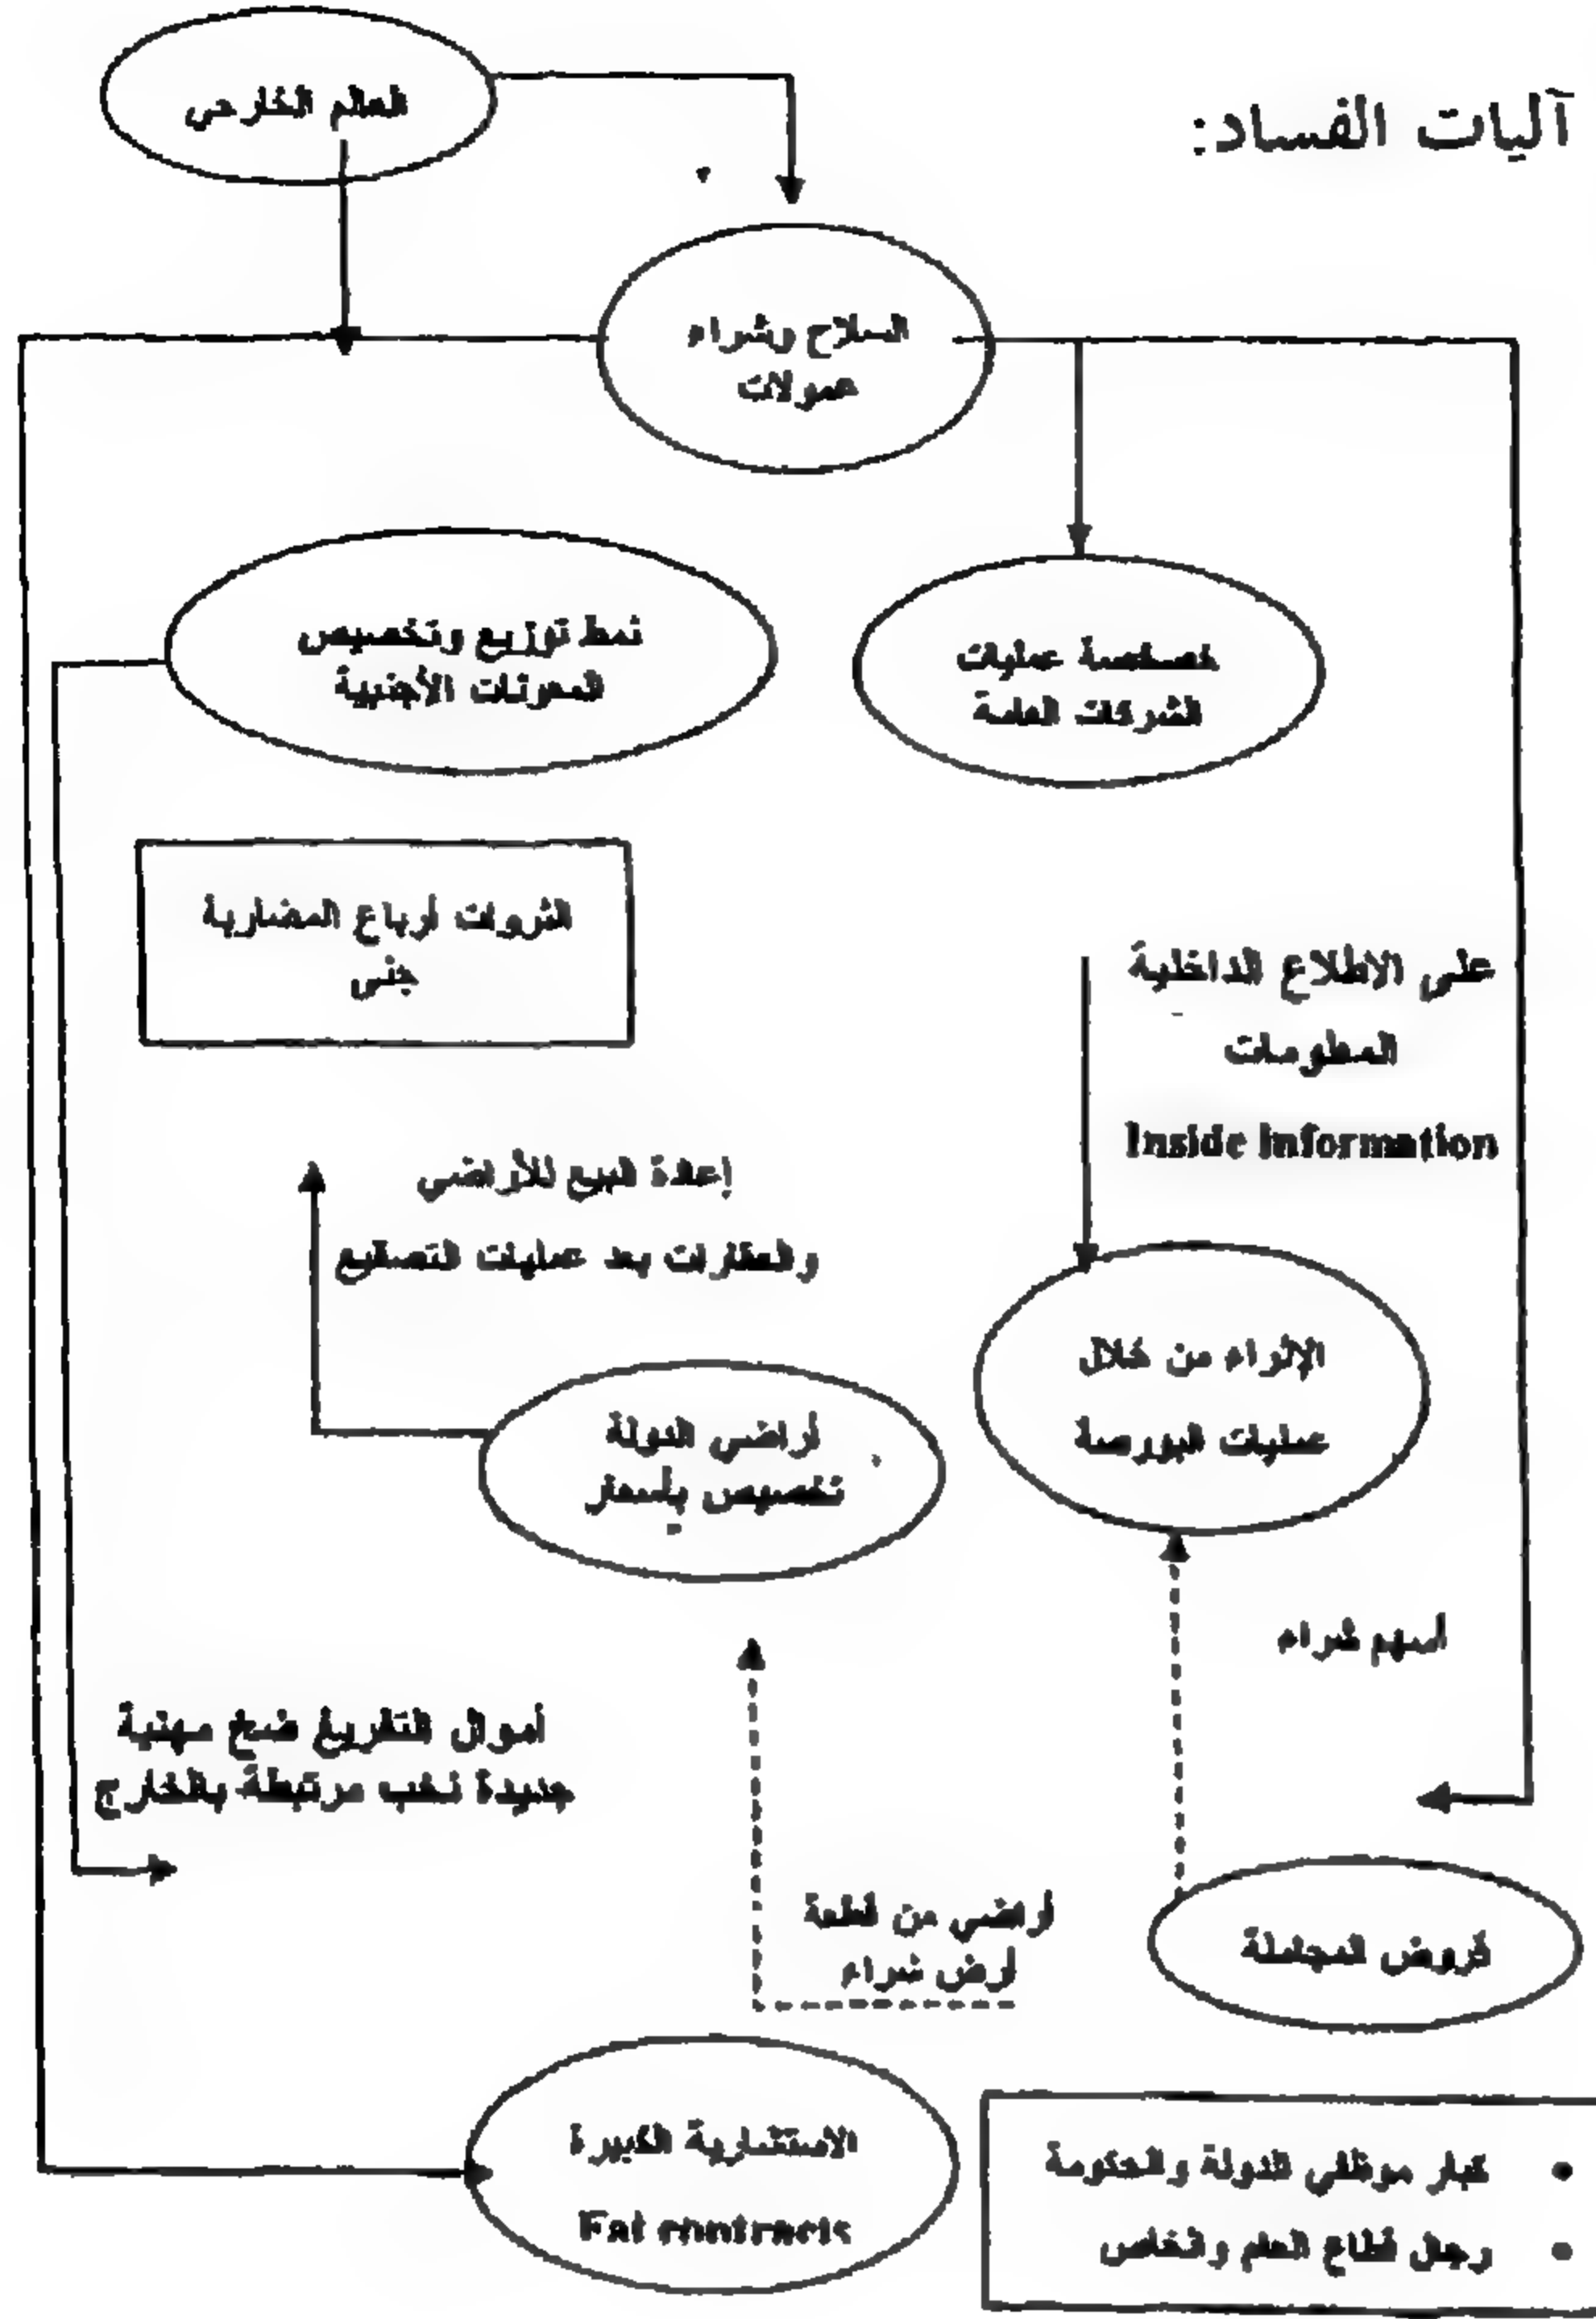 آليات الفساد:
العالم الخارجي
السلاح وشراء
عمولات
نمط توزيع وتخصيص
المعونات الأجنبية
خصخصة عمليات
الشركات العامة
الثروات أرباع المضاربة
جنى
على الاطلاع الداخلية
المعلومات
Inside Information
إعادة البيع للأراضي
والعقارات بعد عمليات التسقيع
الإثراء من خلال
عمليات البورصة
أراضي الدولة
تخصيص بأسعار
أسهم شراء
أموال التفريغ ضخ مهنية
جديدة نخب مرتبطة بالخارج
أراضي من قطعة
أرض شراء
قروض المجاملة
الاستشارية الكبيرة
Fat contracts
• كبار موظفي الدولة والحكومة
• رجل قطاع العام والخاص